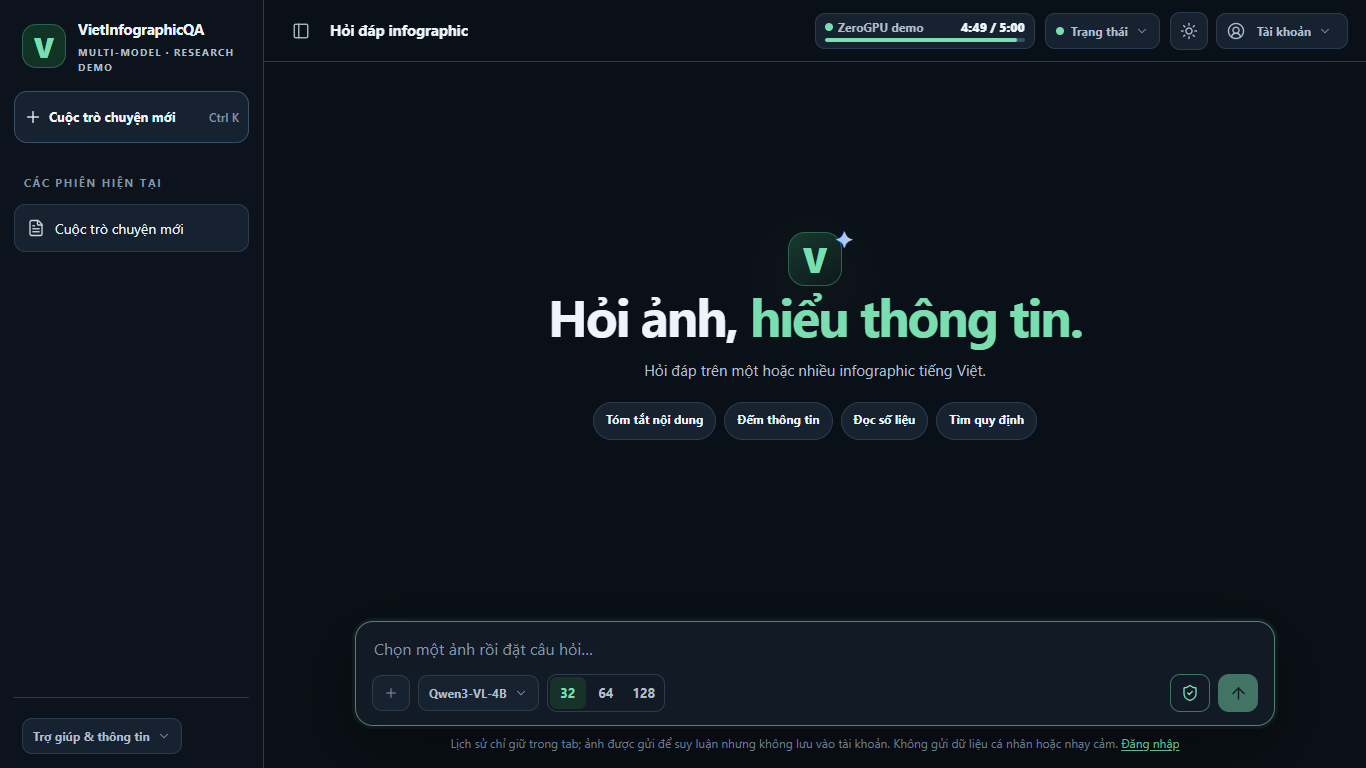 V
VietInfographicQA
MULTI-MODEL · RESEARCH
DEMO
Cuộc trò chuyện mới
Ctrl K
CÁC PHIÊN HIỆN TẠI
Cuộc trò chuyện mới
Trợ giúp & thông tin
Hỏi đáp infographic
ZeroGPU demo
4:49 / 5:00
Trạng thái
Tài khoản
V
Hỏi ảnh, hiểu thông tin.
Hỏi đáp trên một hoặc nhiều infographic tiếng Việt.
Tóm tắt nội dung
Đếm thông tin
Đọc số liệu
Tìm quy định
Chọn một ảnh rồi đặt câu hỏi...
Qwen3-VL-4B
32
64
128
Lịch sử chỉ giữ trong tab; ảnh được gửi để suy luận nhưng không lưu vào tài khoản. Không gửi dữ liệu cá nhân hoặc nhạy cảm. Đăng nhập